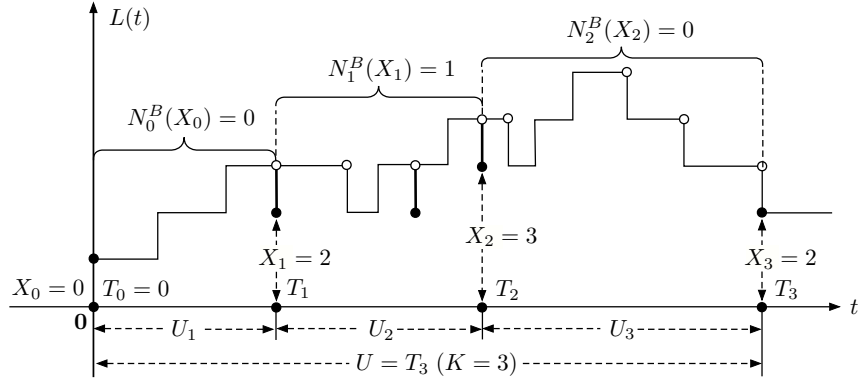 L(t)
N_2^B(X_2) = 0
N_1^B(X_1) = 1
N_0^B(X_0) = 0
X_1 = 2
X_2 = 3
X_3 = 2
X_0 = 0 T_0 = 0 T_1 T_2 T_3 t
0
U_1 U_2 U_3
U = T_3 (K = 3)